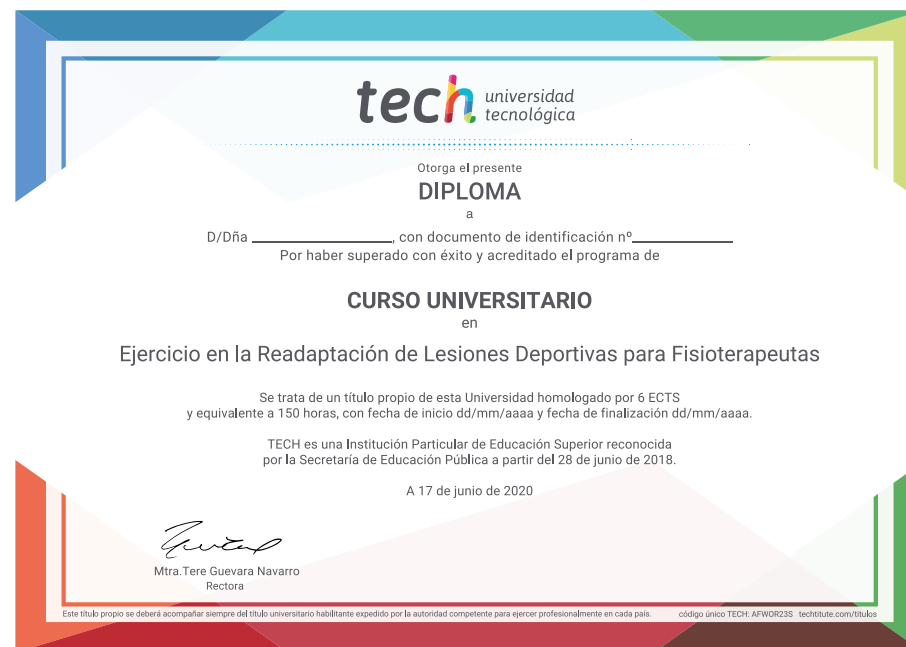 tech universidad
tecnológica
Otorga el presente
DIPLOMA
a
D/Dña ____________________, con documento de identificación nº______________
Por haber superado con éxito y acreditado el programa de
CURSO UNIVERSITARIO
en
Ejercicio en la Readaptación de Lesiones Deportivas para Fisioterapeutas
Se trata de un título propio de esta Universidad homologado por 6 ECTS
y equivalente a 150 horas, con fecha de inicio dd/mm/aaaa y fecha de finalización dd/mm/aaaa.
TECH es una Institución Particular de Educación Superior reconocida
por la Secretaría de Educación Pública a partir del 28 de junio de 2018.
A 17 de junio de 2020
Mtra.Tere Guevara Navarro
Rectora
Este título propio se deberá acompañar siempre del título universitario habilitante expedido por la autoridad competente para ejercer profesionalmente en cada país. código único TECH: AFWOR23S techtitute.com/titulos